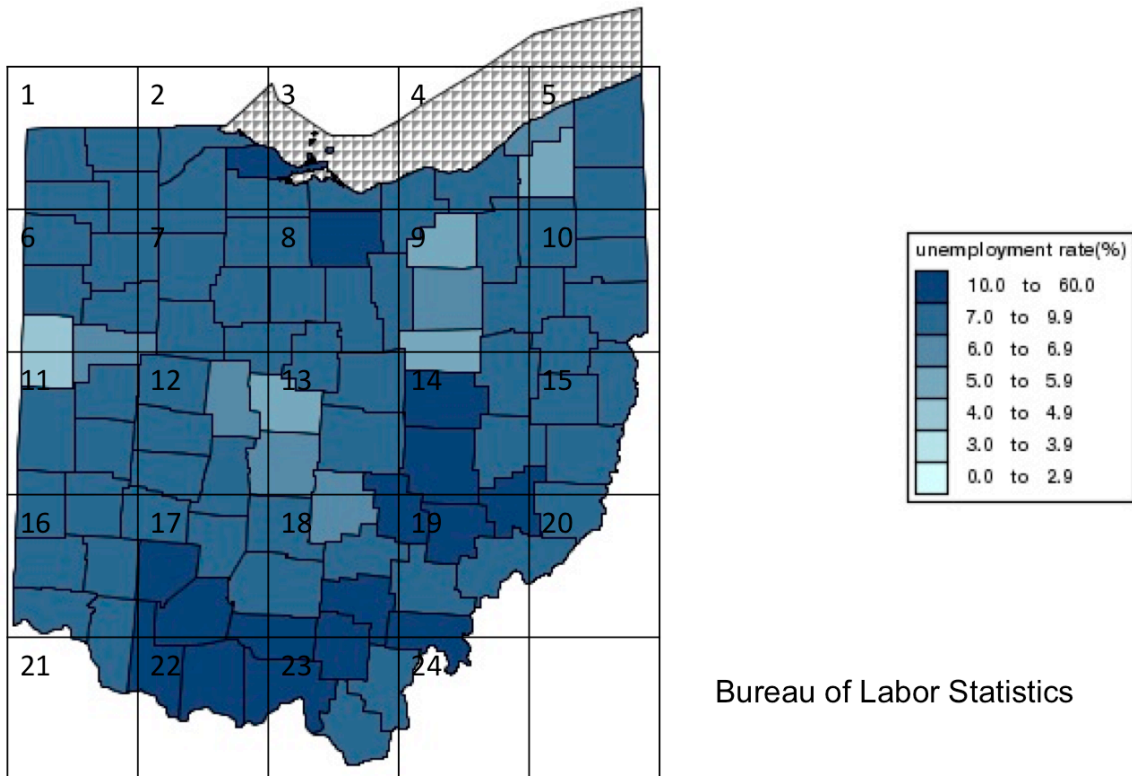 1 2 3 4 5
6 7 8 9 10
unemployment rate(%)
10.0 to 60.0
7.0 to 9.9
6.0 to 6.9
5.0 to 5.9
4.0 to 4.9
3.0 to 3.9
0.0 to 2.9
11 12 13 14 15
16 17 18 19 20
21 22 23 24
Bureau of Labor Statistics